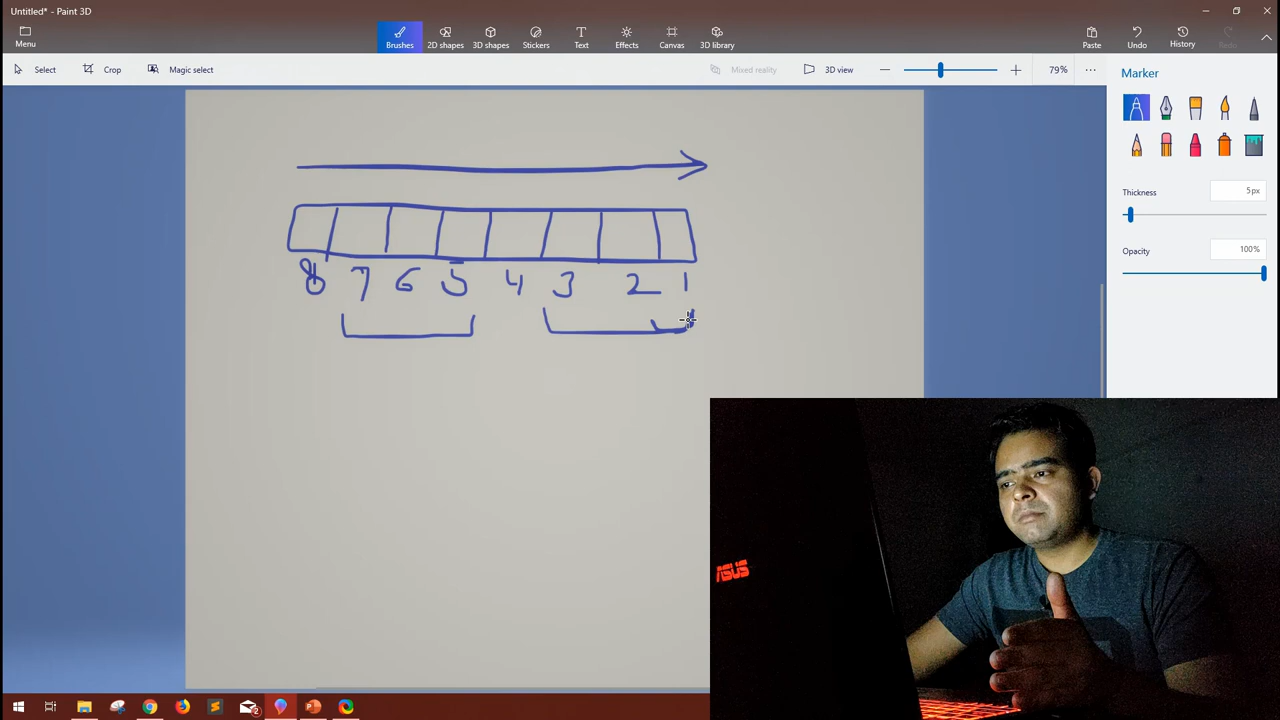 Untitled* - Paint 3D
Menu
Brushes
2D shapes
3D shapes
Stickers
Text
Effects
Canvas
3D library
Paste
Undo
History
Redo
Select
Crop
Magic select
Mixed reality
3D view
79%
Marker
Thickness
5px
Opacity
100%
8 7 6 5 4 3 2 1
ASUS
2